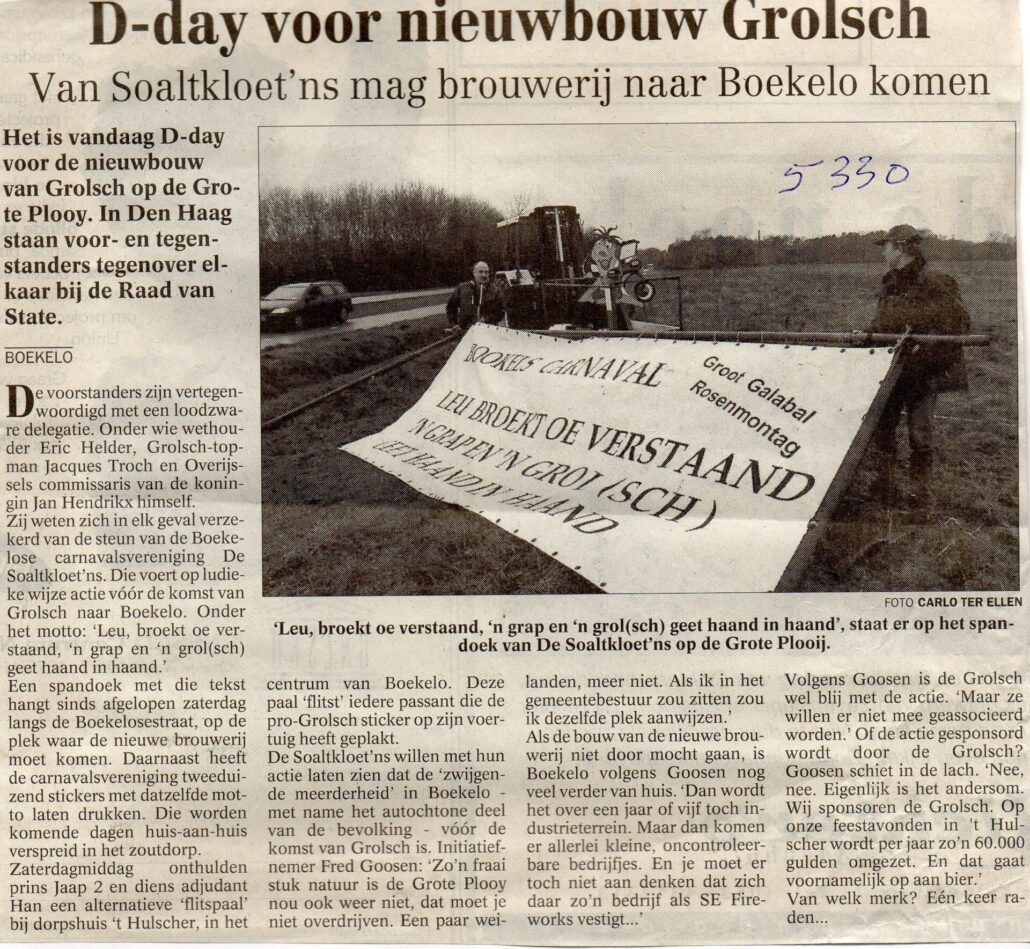 D-day voor nieuwbouw Grolsch
Van Soaltkloet'ns mag brouwerij naar Boekelo komen
Het is vandaag D-day
voor de nieuwbouw
van Grolsch op de Gro-
te Plooy. In Den Haag
staan voor- en tegen-
standers tegenover el-
kaar bij de Raad van
State.
BOEKELO
De voorstanders zijn vertegen-
woordigd met een loodzwa-
re delegatie. Onder wie wethou-
der Eric Helder, Grolsch-top-
man Jacques Troch en Overijs-
sels commissaris van de konin-
gin Jan Hendrikx himself.
Zij weten zich in elk geval verze-
kerd van de steun van de Boeke-
lose carnavalsvereniging De
Soaltkloet'ns. Die voert op ludie-
ke wijze actie vóór de komst van
Grolsch naar Boekelo. Onder
het motto: 'Leu, broekt oe ver-
staand, 'n grap en 'n grol(sch)
geet haand in haand.'
Een spandoek met die tekst
hangt sinds afgelopen zaterdag
langs de Boekelosestraat, op de
plek waar de nieuwe brouwerij
moet komen. Daarnaast heeft
de carnavalsvereniging tweedui-
zend stickers met datzelfde mot-
to laten drukken. Die worden
komende dagen huis-aan-huis
verspreid in het zoutdorp.
Zaterdagmiddag onthulden
prins Jaap 2 en diens adjudant
Han een alternatieve 'flitspaal'
bij dorpshuis 't Hulscher, in het
5330
BOOKELS CARNAVAL
Groot Galabal
Rosenmontag
LEU BROEKT OE VERSTAAND
'N GRAP EN 'N GROL (SCH)
GEET HAAND IN HAAND
FOTO CARLO TER ELLEN
'Leu, broekt oe verstaand, 'n grap en 'n grol(sch) geet haand in haand', staat er op het span-
doek van De Soaltkloet'ns op de Grote Plooij.
centrum van Boekelo. Deze
paal 'flitst' iedere passant die de
pro-Grolsch sticker op zijn voer-
tuig heeft geplakt.
De Soaltkloet'ns willen met hun
actie laten zien dat de 'zwijgen-
de meerderheid' in Boekelo -
met name het autochtone deel
van de bevolking - vóór de
komst van Grolsch is. Initiatief-
nemer Fred Goosen: 'Zo'n fraai
stuk natuur is de Grote Plooy
nou ook weer niet, dat moet je
niet overdrijven. Een paar wei-
landen, meer niet. Als ik in het
gemeentebestuur zou zitten zou
ik dezelfde plek aanwijzen.'
Als de bouw van de nieuwe brou-
werij niet door mocht gaan, is
Boekelo volgens Goosen nog
veel verder van huis. 'Dan wordt
het over een jaar of vijf toch in-
dustrieterrein. Maar dan komen
er allerlei kleine, oncontroleer-
bare bedrijfjes. En je moet er
toch niet aan denken dat zich
daar zo'n bedrijf als SE Fire-
works vestigt...'
Volgens Goosen is de Grolsch
wel blij met de actie. 'Maar ze
willen er niet mee geassocieerd
worden.' Of de actie gesponsord
wordt door de Grolsch?
Goosen schiet in de lach. 'Nee,
nee. Eigenlijk is het andersom.
Wij sponsoren de Grolsch. Op
onze feestavonden in 't Hul-
scher wordt per jaar zo'n 60.000
gulden omgezet. En dat gaat
voornamelijk op aan bier.'
Van welk merk? Eén keer ra-
den...